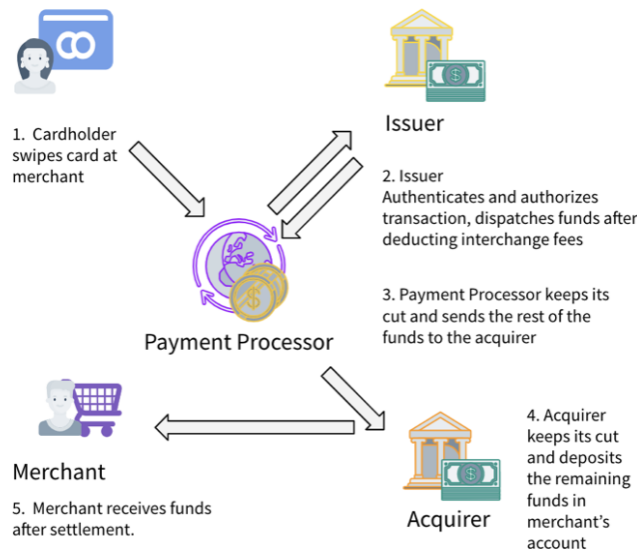 1. Cardholder
swipes card at
merchant
Issuer
2. Issuer
Authenticates and authorizes
transaction, dispatches funds after
deducting interchange fees
3. Payment Processor keeps its
cut and sends the rest of the
funds to the acquirer
Payment Processor
Merchant
5. Merchant receives funds
after settlement.
Acquirer
4. Acquirer
keeps its cut
and deposits
the remaining
funds in
merchant's
account